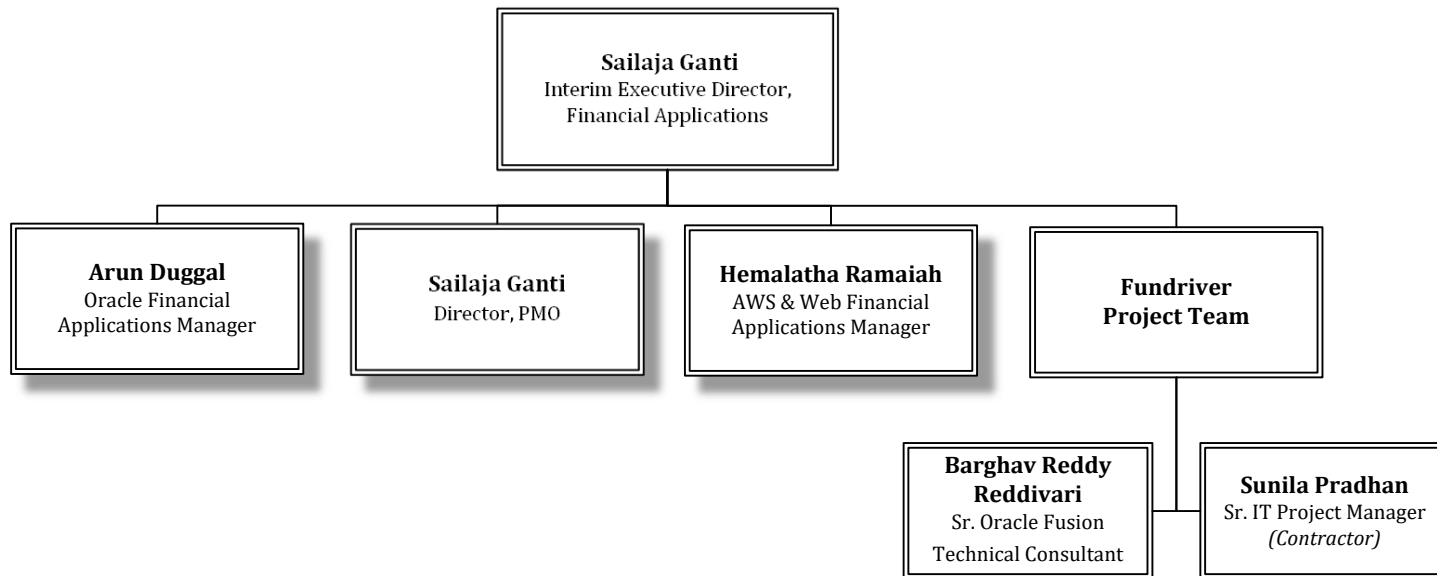 Sailaja Ganti
Interim Executive Director,
Financial Applications
Arun Duggal
Oracle Financial
Applications Manager
Sailaja Ganti
Director, PMO
Hemalatha Ramaiah
AWS & Web Financial
Applications Manager
Fundriver
Project Team
Barghav Reddy
Reddivari
Sr. Oracle Fusion
Technical Consultant
Sunila Pradhan
Sr. IT Project Manager
(Contractor)